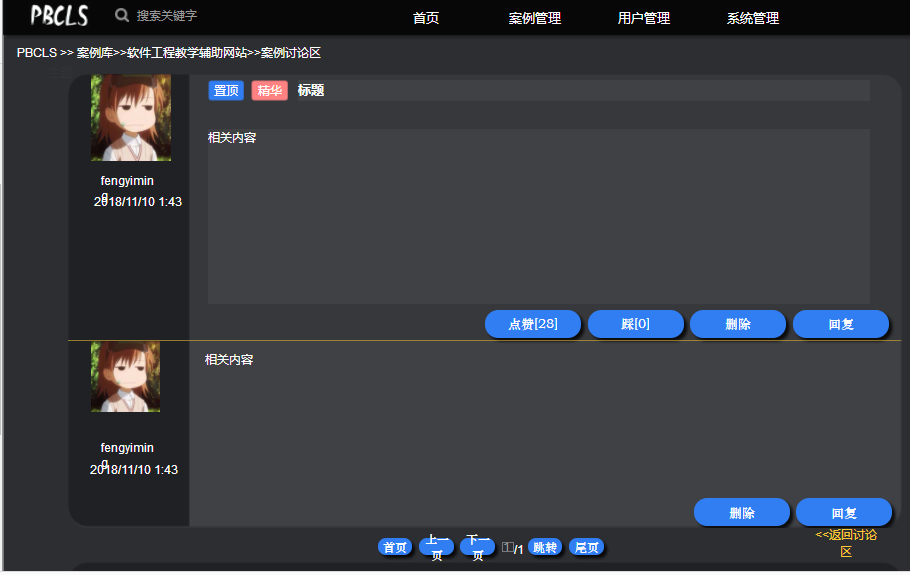 PBCLS
搜索关键字
首页
案例管理
用户管理
系统管理
PBCLS >> 案例库>>软件工程教学辅助网站>>案例讨论区
置顶
精华
标题
fengyimin
g
2018/11/10 1:43
相关内容
点赞[28]
踩[0]
删除
回复
fengyimin
g
2018/11/10 1:43
相关内容
删除
回复
首页
上一
页
下一
页
/1
跳转
尾页
<<返回讨论
区